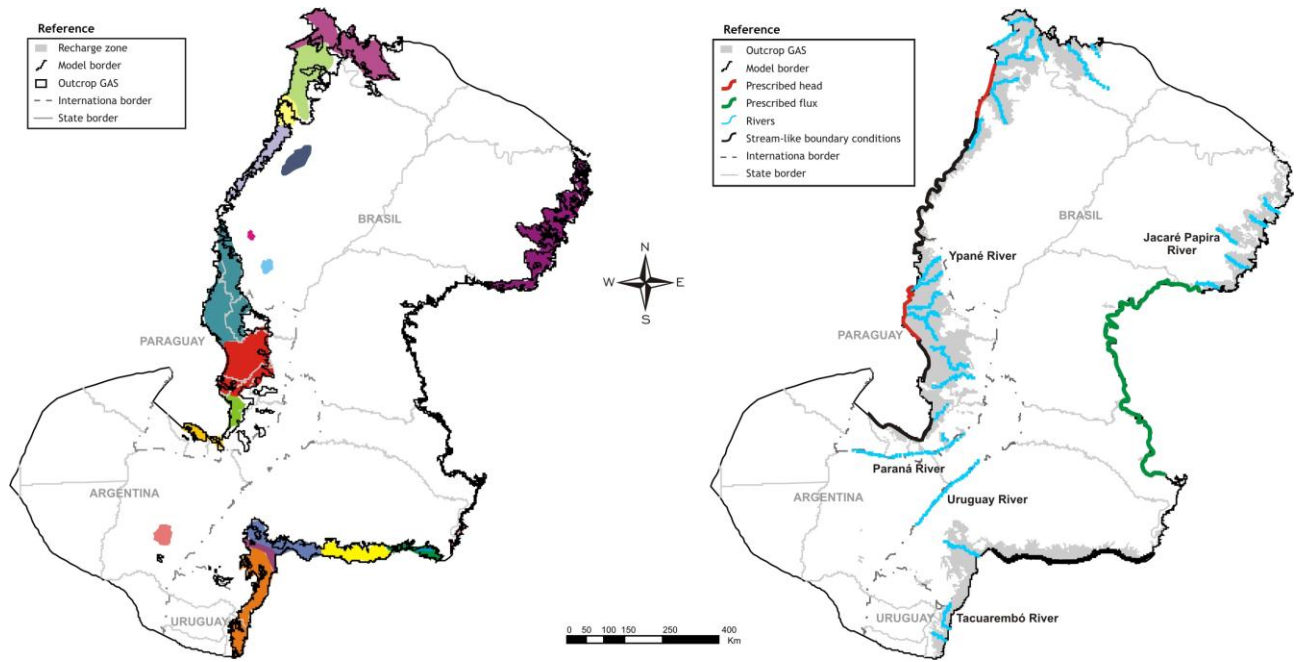 Reference
Recharge zone
Model border
Outcrop GAS
Internationa border
State border
BRASIL
PARAGUAY
ARGENTINA
URUGUAY
N
W E
S
0 50 100 150 250 400
Km
Reference
Outcrop GAS
Model border
Prescribed head
Prescribed flux
Rivers
Stream-like boundary conditions
Internationa border
State border
BRASIL
Jacaré Papira
River
Ypané River
PARAGUAY
Paraná River
ARGENTINA
Uruguay River
URUGUAY
Tacuarembó River